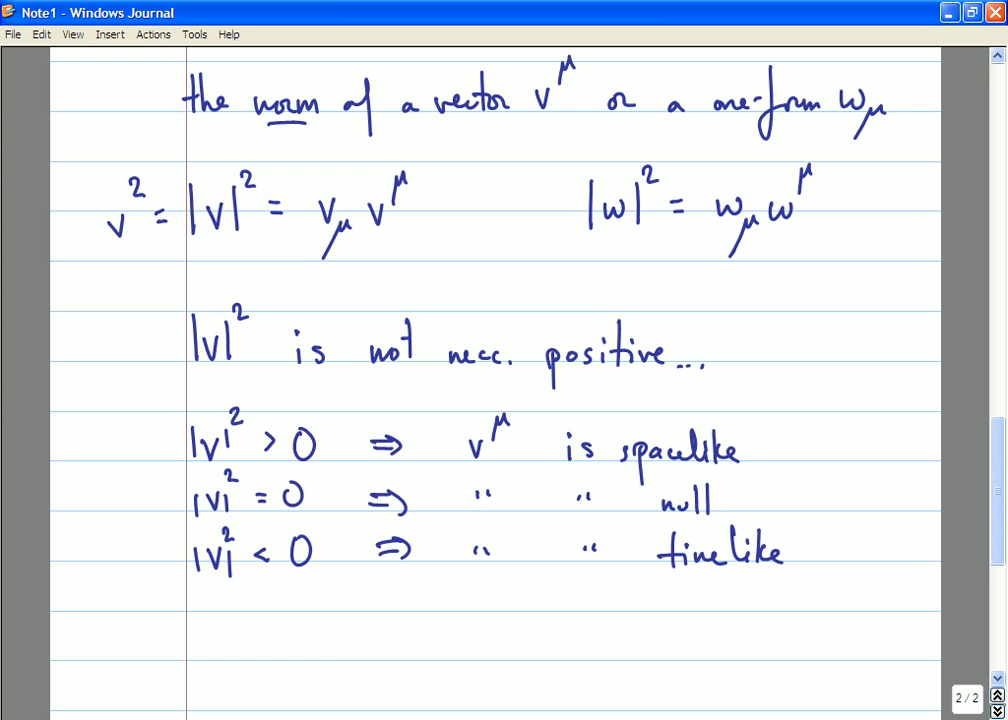 Note1 - Windows Journal
File Edit View Insert Actions Tools Help
the norm of a vector v^μ or a one-form ω_μ
v² = |v|² = v_μ v^μ |ω|² = ω_μ ω^μ
|v|² is not necc. positive...
|v|² > 0 ⇒ v^μ is spacelike
|v|² = 0 ⇒ " " null
|v|² < 0 ⇒ " " timelike
2 / 2